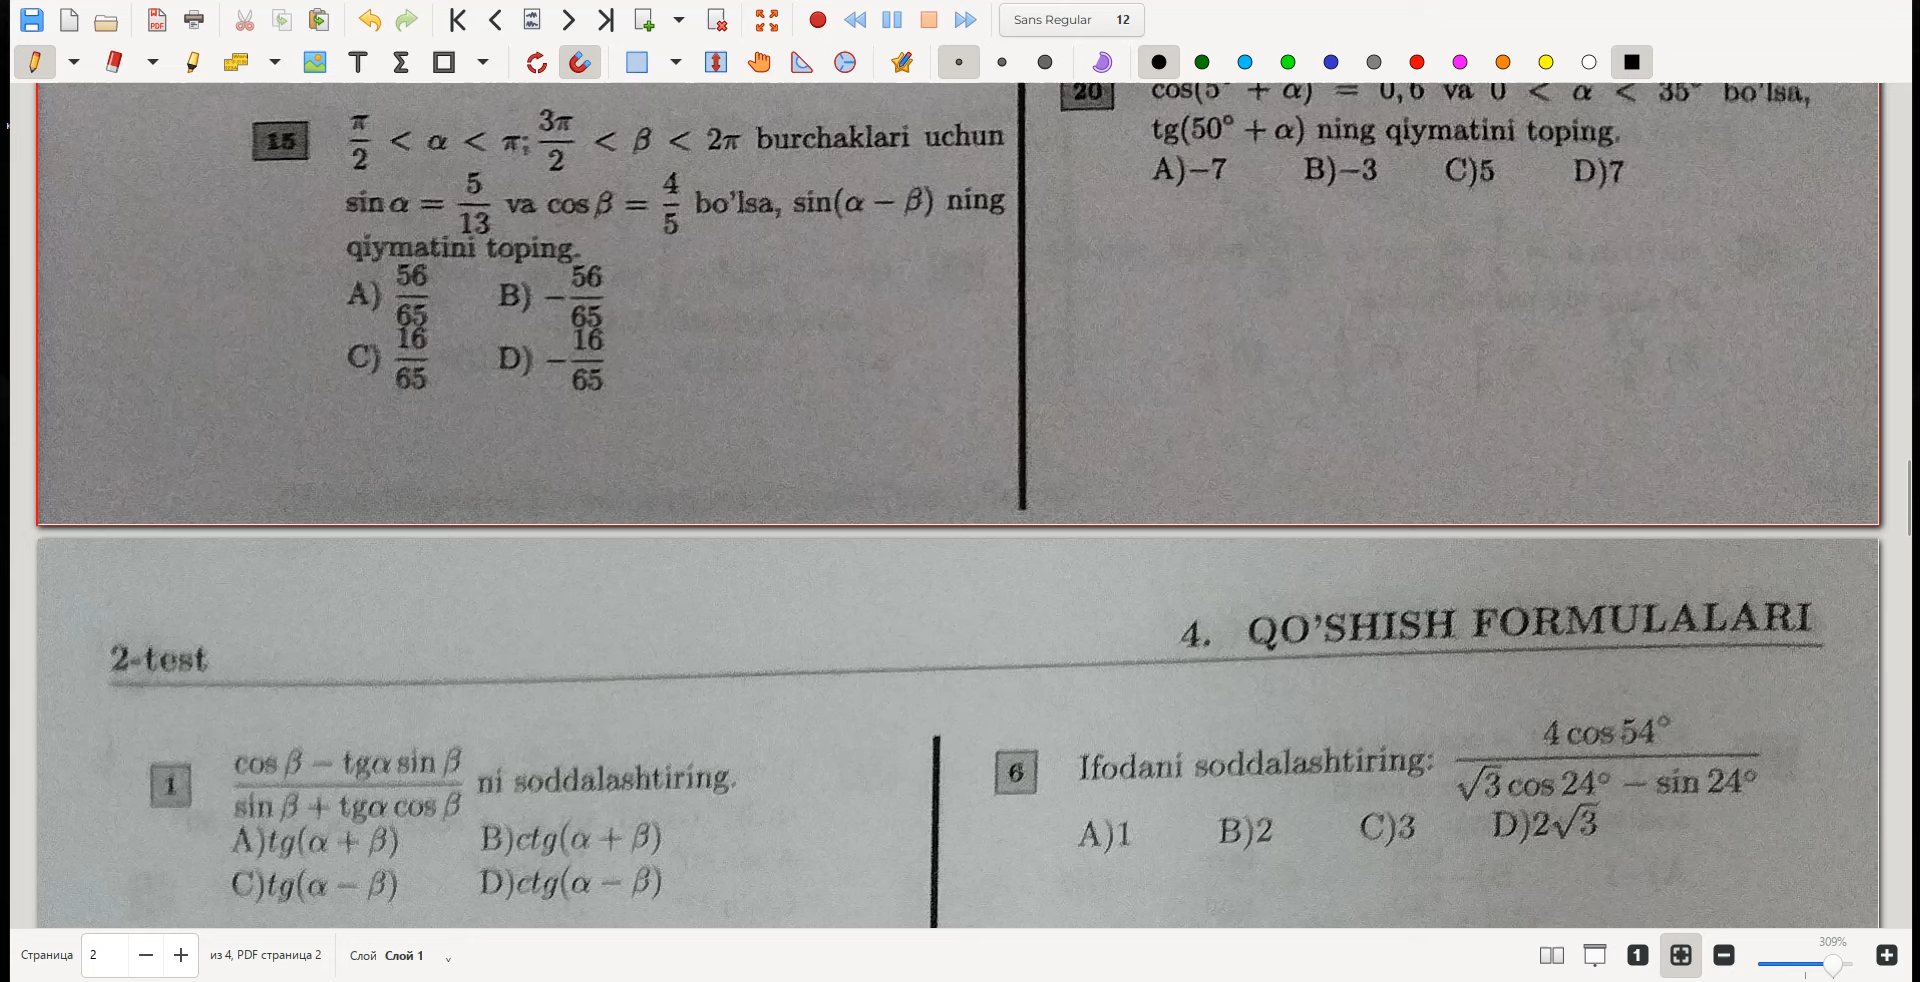 Sans Regular 12
15 π/2 < α < π; 3π/2 < β < 2π burchaklari uchun
sin α = 5/13 va cos β = 4/5 bo'lsa, sin(α − β) ning
qiymatini toping.
A) 56/65 B) −56/65
C) 16/65 D) −16/65
20 cos(5° + α) = 0,6 va 0 < α < 35° bo'lsa,
tg(50° + α) ning qiymatini toping.
A)−7 B)−3 C)5 D)7
2-test
4. QO'SHISH FORMULALARI
1 (cos β − tgα sin β)/(sin β + tgα cos β) ni soddalashtiring.
A)tg(α + β) B)ctg(α + β)
C)tg(α − β) D)ctg(α − β)
6 Ifodani soddalashtiring: (4 cos 54°)/(√3 cos 24° − sin 24°)
A)1 B)2 C)3 D)2√3
Страница 2 из 4, PDF страница 2 Слой Слой 1
309%